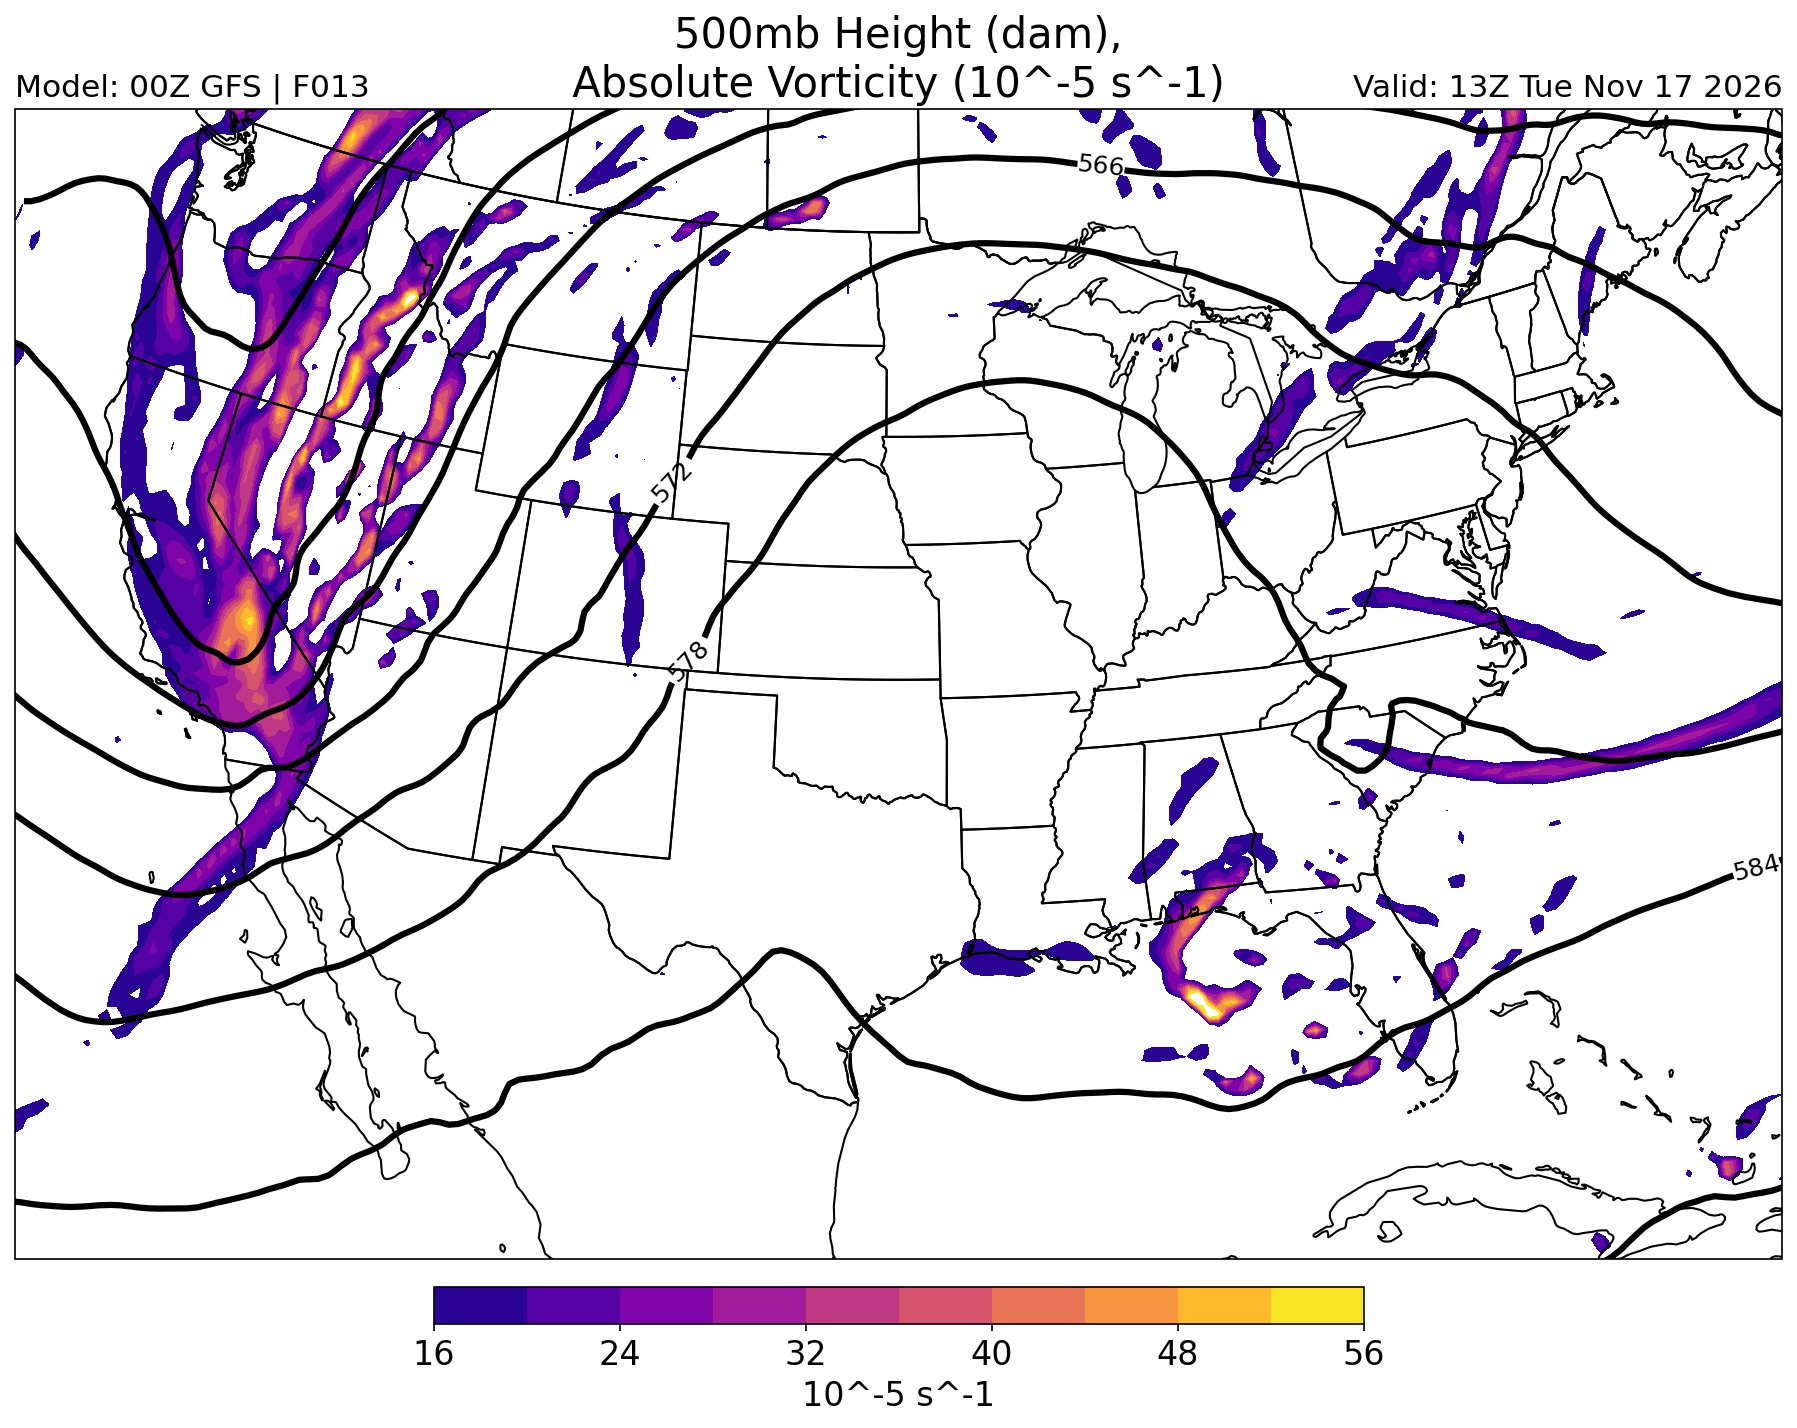 500mb Height (dam),
Absolute Vorticity (10^-5 s^-1)
Model: 00Z GFS | F013
Valid: 13Z Tue Nov 17 2026
566
572
578
584
16 24 32 40 48 56
10^-5 s^-1